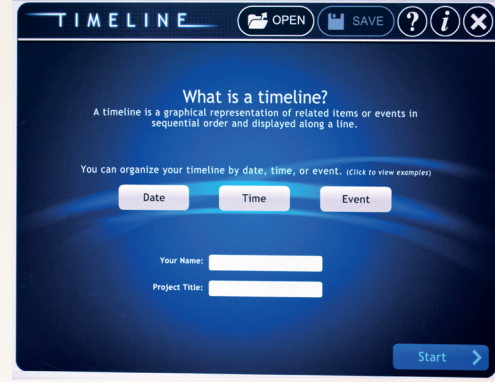 TIMELINE
OPEN
SAVE
?
i
X
What is a timeline?
A timeline is a graphical representation of related items or events in
sequential order and displayed along a line.
You can organize your timeline by date, time, or event. (Click to view examples)
Date
Time
Event
Your Name:
Project Title:
Start